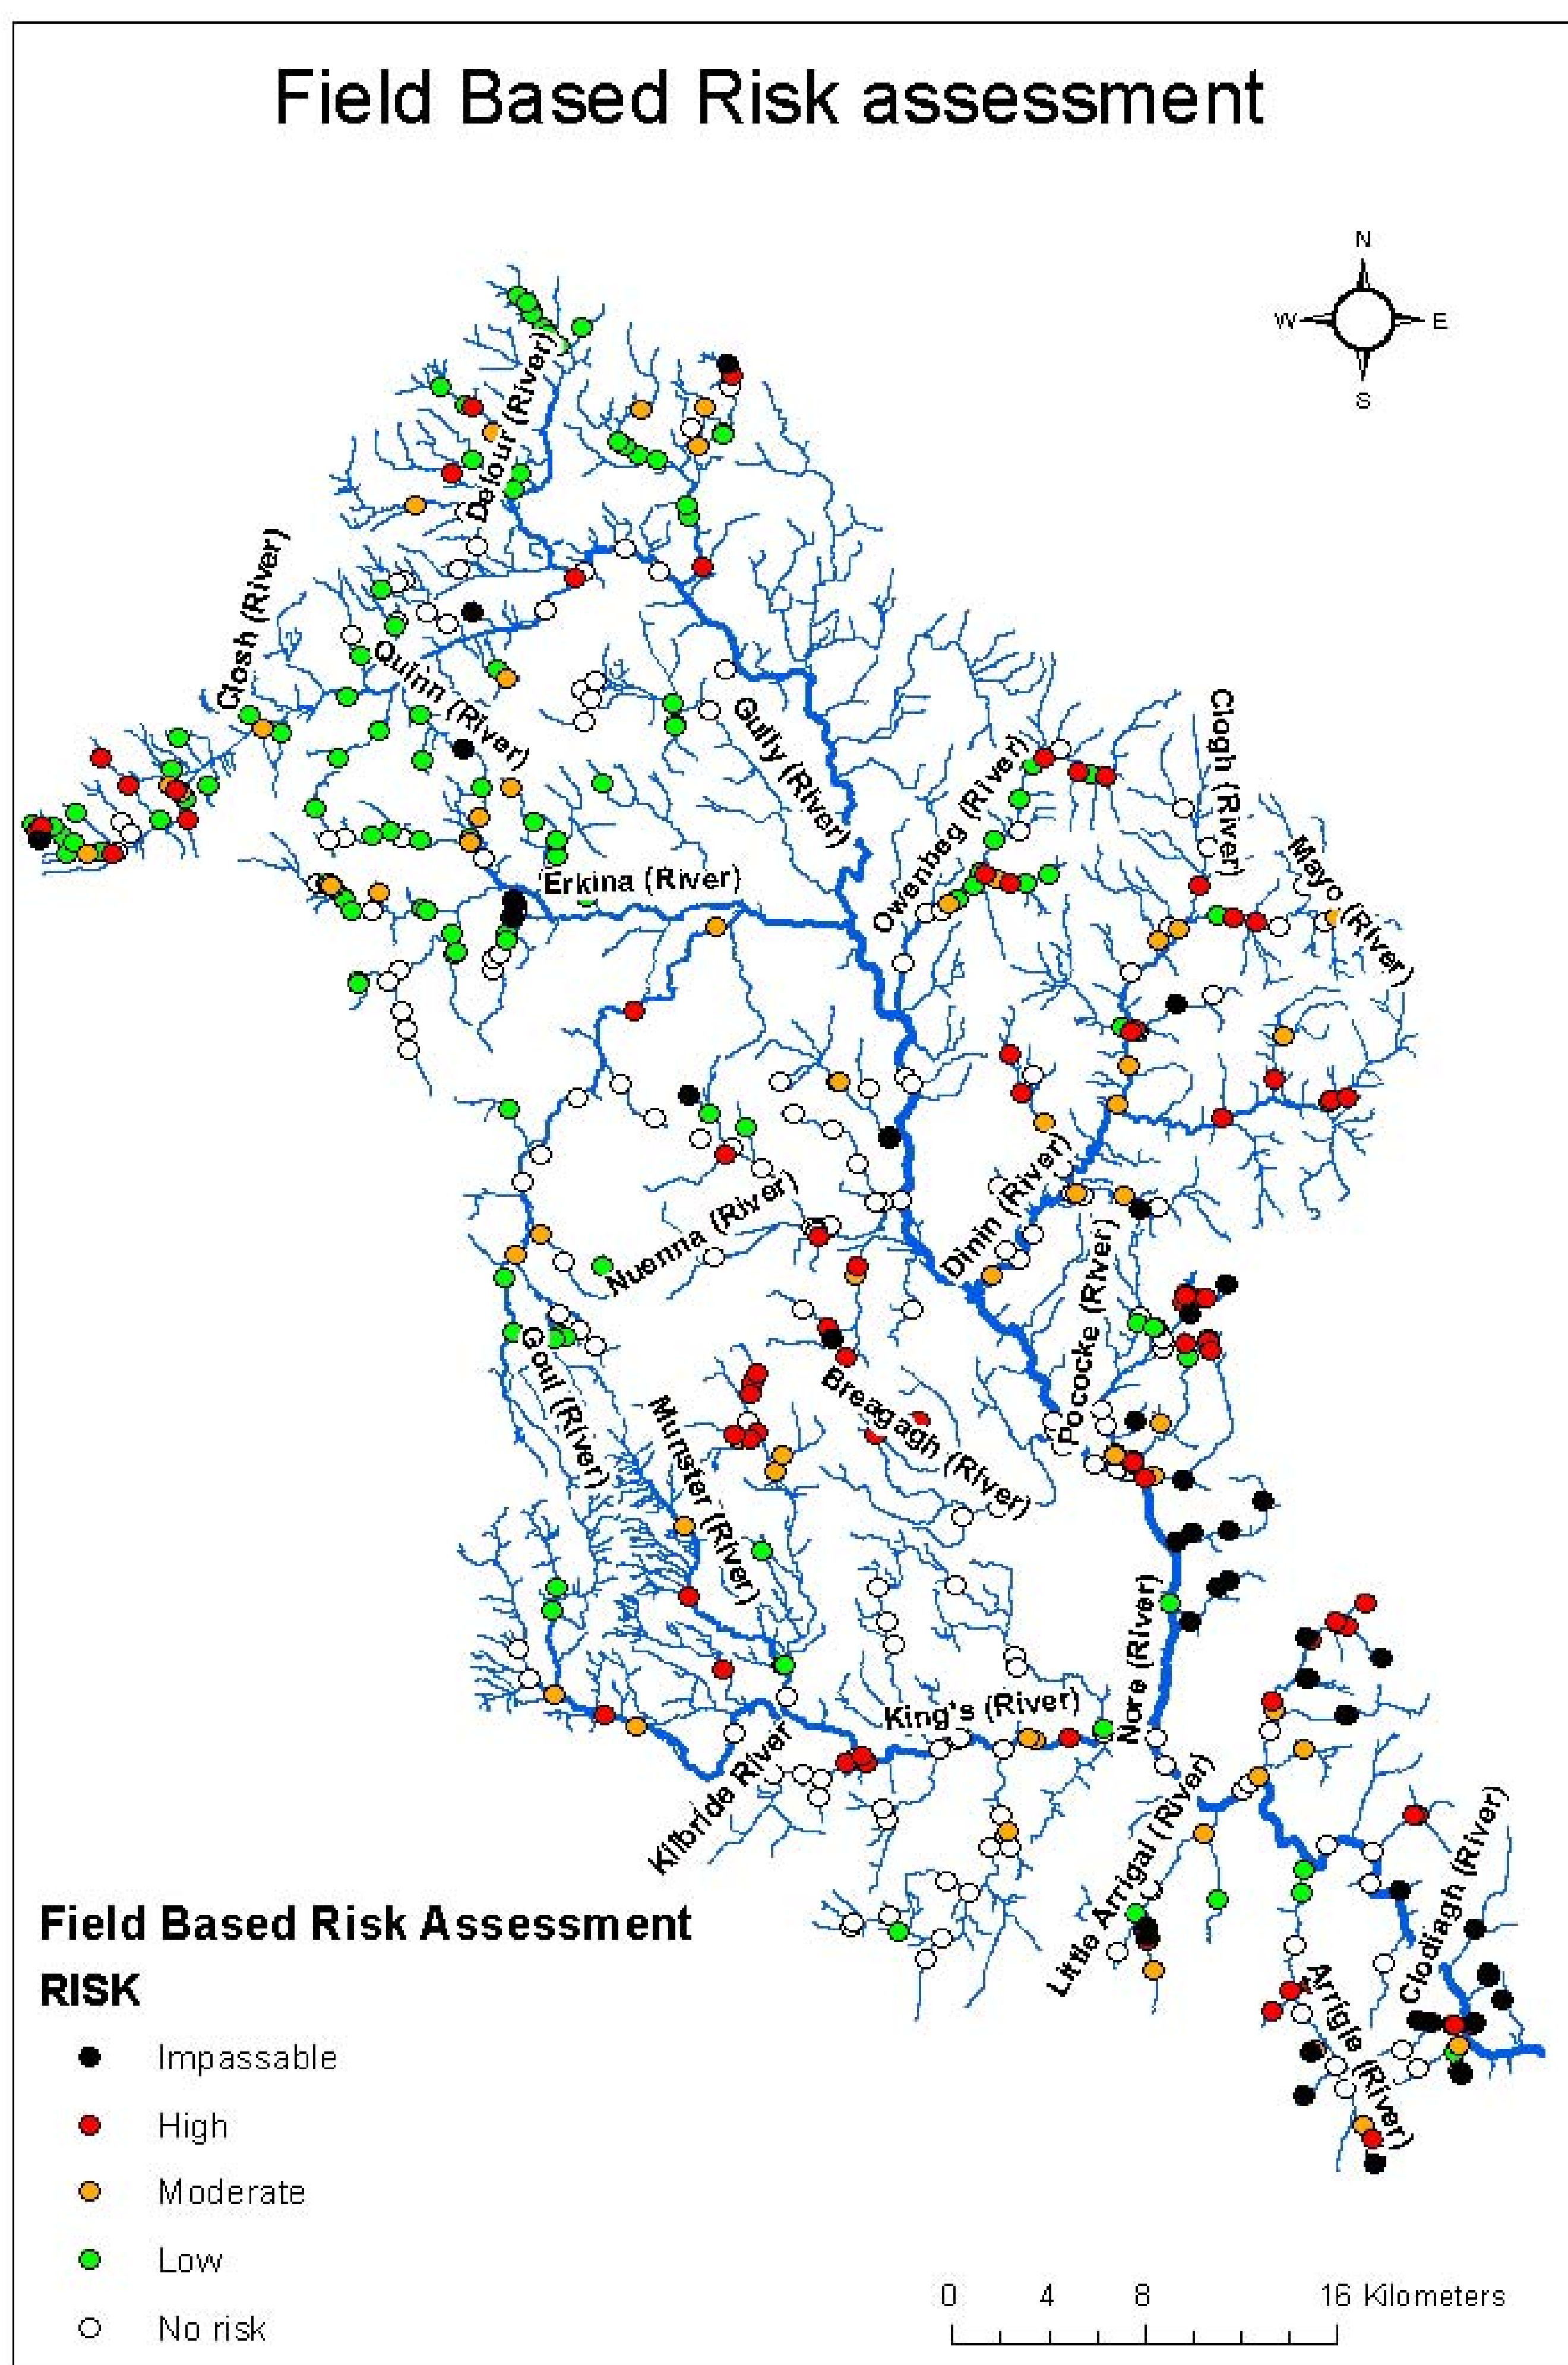 Field Based Risk assessment
N
W E
S
Delour (River)
Closh (River)
Quinn (River)
Gully (River)
Clogh (River)
Owenbeg (River)
Mayo (River)
Erkina (River)
Dinin (River)
Nuenna (River)
Pococke (River)
Goul (River)
Breagagh (River)
Munster (River)
Nore (River)
King's (River)
Kilbride River
Little Arrigal (River)
Clodiagh (River)
Arrigle (River)
Field Based Risk Assessment
RISK
Impassable
High
Moderate
Low
No risk
0 4 8 16 Kilometers